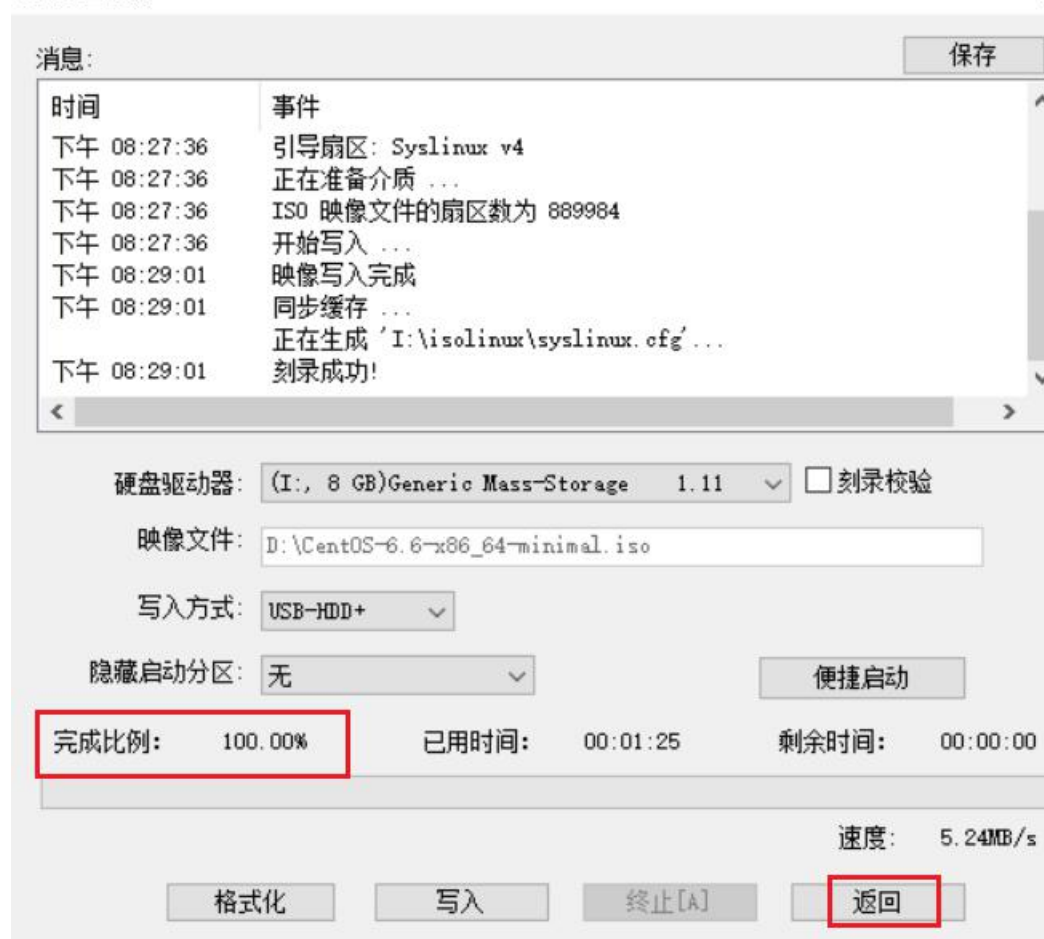 消息:
保存
时间 事件
下午 08:27:36 引导扇区: Syslinux v4
下午 08:27:36 正在准备介质 ...
下午 08:27:36 ISO 映像文件的扇区数为 889984
下午 08:27:36 开始写入 ...
下午 08:29:01 映像写入完成
下午 08:29:01 同步缓存 ...
正在生成 'I:\isolinux\syslinux.cfg'...
下午 08:29:01 刻录成功!
硬盘驱动器: (I:, 8 GB)Generic Mass-Storage 1.11 刻录校验
映像文件: D:\CentOS-6.6-x86_64-minimal.iso
写入方式: USB-HDD+
隐藏启动分区: 无 便捷启动
完成比例: 100.00% 已用时间: 00:01:25 剩余时间: 00:00:00
速度: 5.24MB/s
格式化 写入 终止[A] 返回